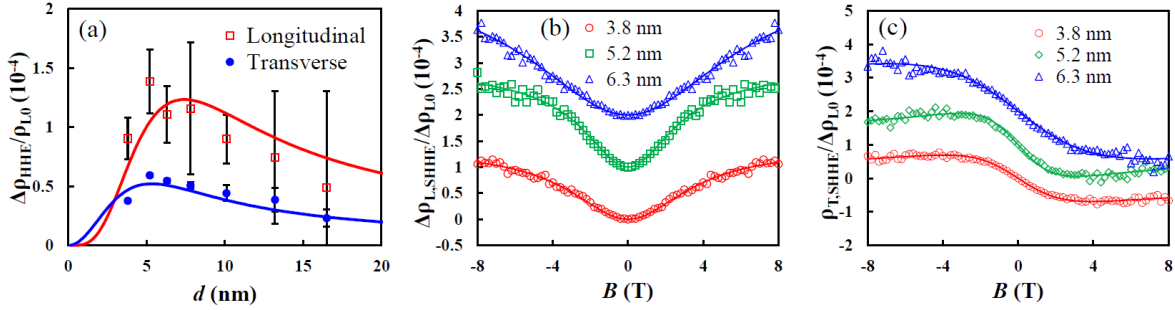 (a)
Longitudinal
Transverse
Δρ_HHE/ρ_L0 (10⁻⁴)
2
1.5
1
0.5
0
0 5 10 15 20
d (nm)
(b)
3.8 nm
5.2 nm
6.3 nm
Δρ_L,SHHE/Δρ_L0 (10⁻⁴)
4
3.5
3
2.5
2
1.5
1
0.5
0
-0.5
-8 -4 0 4 8
B (T)
(c)
3.8 nm
5.2 nm
6.3 nm
ρ_T,SHHE/Δρ_L0 (10⁻⁴)
5
4
3
2
1
0
-1
-2
-8 -4 0 4 8
B (T)